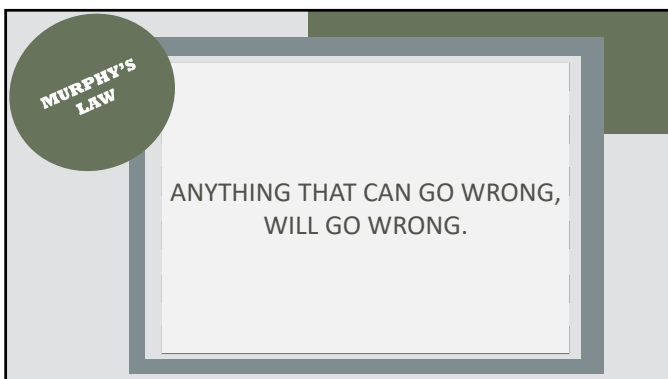 MURPHY'S
LAW
ANYTHING THAT CAN GO WRONG,
WILL GO WRONG.